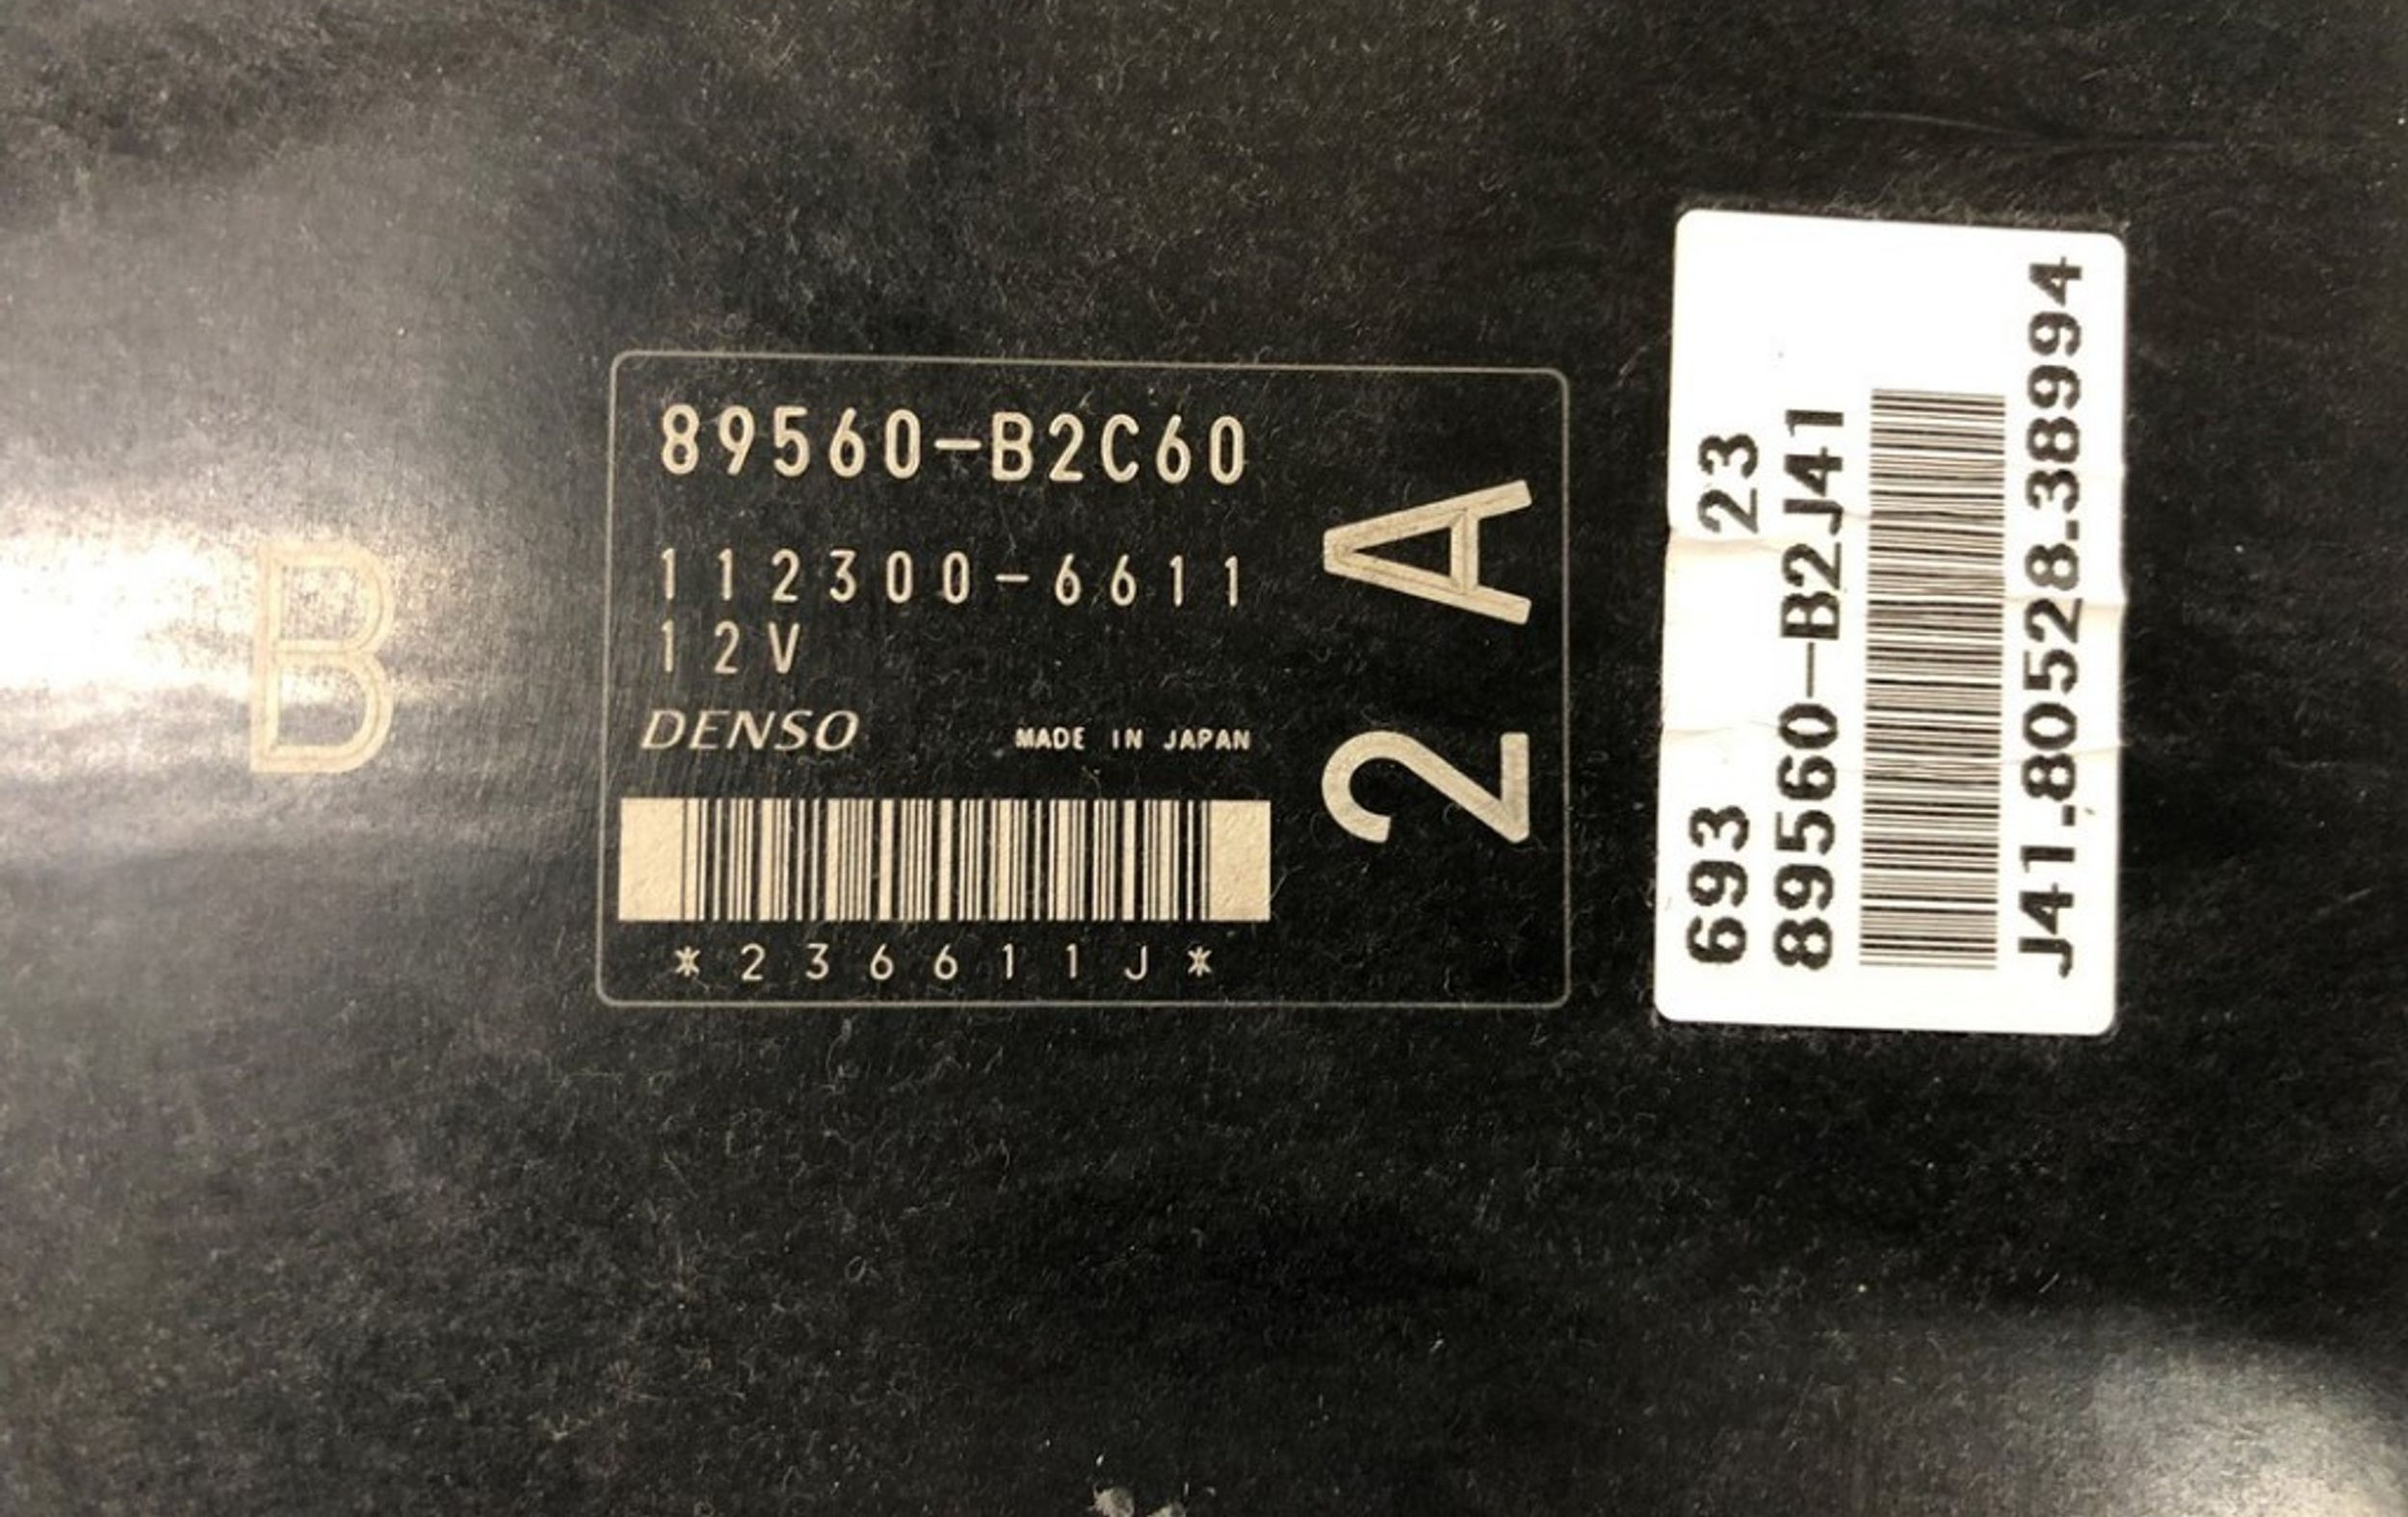 B
89560-B2C60
112300-6611
12V
DENSO MADE IN JAPAN
*236611J*
2A
693 23
89560-B2J41
J41.80528.38994